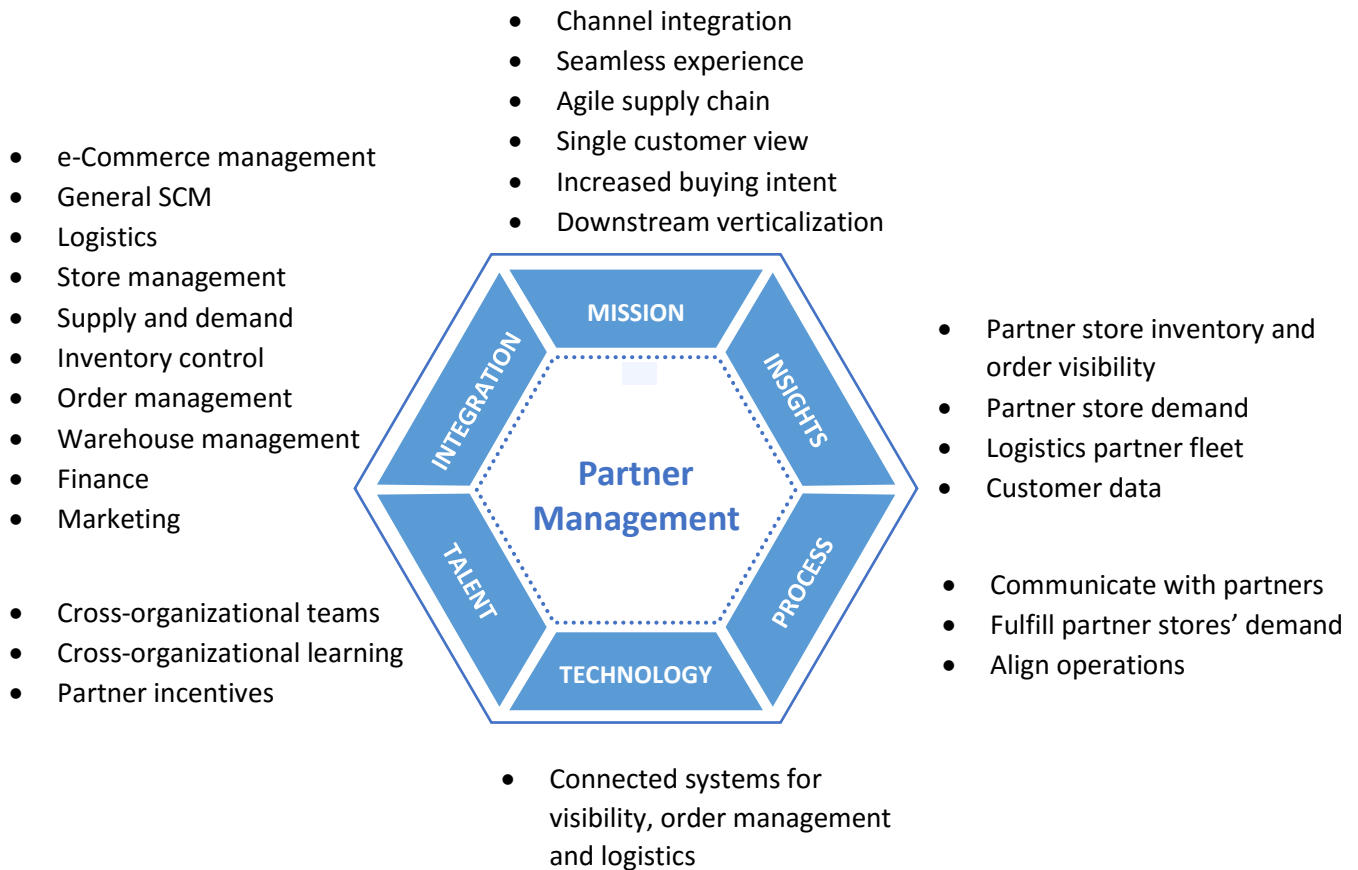 • Channel integration
• Seamless experience
• Agile supply chain
• Single customer view
• Increased buying intent
• Downstream verticalization
• e-Commerce management
• General SCM
• Logistics
• Store management
• Supply and demand
• Inventory control
• Order management
• Warehouse management
• Finance
• Marketing
MISSION
INTEGRATION
INSIGHTS
Partner
Management
TALENT
PROCESS
TECHNOLOGY
• Partner store inventory and
order visibility
• Partner store demand
• Logistics partner fleet
• Customer data
• Communicate with partners
• Fulfill partner stores’ demand
• Align operations
• Cross-organizational teams
• Cross-organizational learning
• Partner incentives
• Connected systems for
visibility, order management
and logistics